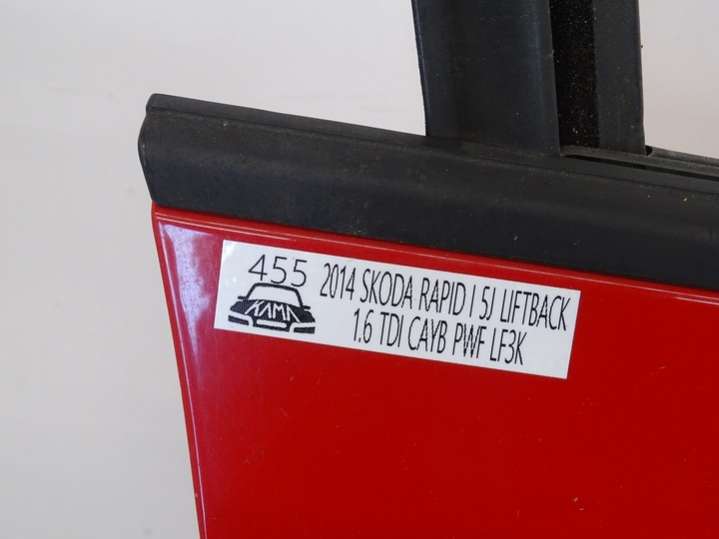 455
KAMA
2014 SKODA RAPID I 5J LIFTBACK
1.6 TDI CAYB PWF LF3K